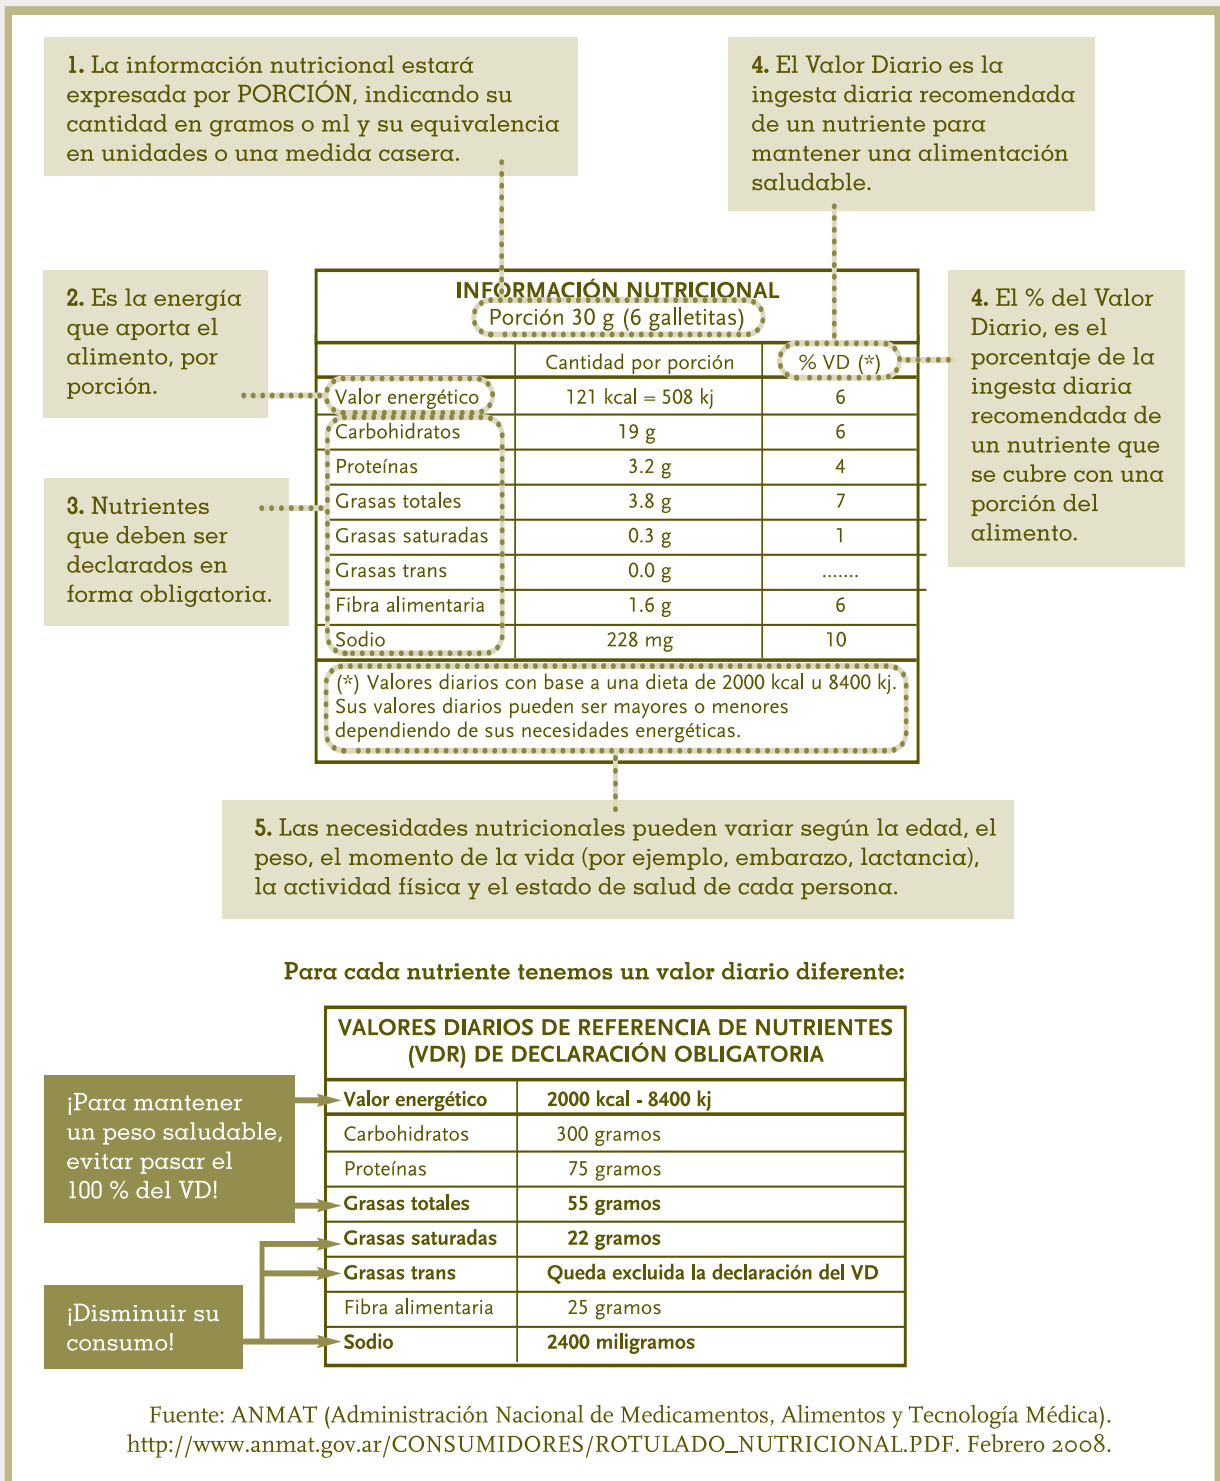 1. La información nutricional estará
expresada por PORCIÓN, indicando su
cantidad en gramos o ml y su equivalencia
en unidades o una medida casera.
4. El Valor Diario es la
ingesta diaria recomendada
de un nutriente para
mantener una alimentación
saludable.
2. Es la energía
que aporta el
alimento, por
porción.
3. Nutrientes
que deben ser
declarados en
forma obligatoria.
INFORMACIÓN NUTRICIONAL
Porción 30 g (6 galletitas)
Cantidad por porción % VD (*)
Valor energético 121 kcal = 508 kj 6
Carbohidratos 19 g 6
Proteínas 3.2 g 4
Grasas totales 3.8 g 7
Grasas saturadas 0.3 g 1
Grasas trans 0.0 g .......
Fibra alimentaria 1.6 g 6
Sodio 228 mg 10
(*) Valores diarios con base a una dieta de 2000 kcal u 8400 kj.
Sus valores diarios pueden ser mayores o menores
dependiendo de sus necesidades energéticas.
4. El % del Valor
Diario, es el
porcentaje de la
ingesta diaria
recomendada de
un nutriente que
se cubre con una
porción del
alimento.
5. Las necesidades nutricionales pueden variar según la edad, el
peso, el momento de la vida (por ejemplo, embarazo, lactancia),
la actividad física y el estado de salud de cada persona.
Para cada nutriente tenemos un valor diario diferente:
VALORES DIARIOS DE REFERENCIA DE NUTRIENTES
(VDR) DE DECLARACIÓN OBLIGATORIA
Valor energético 2000 kcal - 8400 kj
Carbohidratos 300 gramos
Proteínas 75 gramos
Grasas totales 55 gramos
Grasas saturadas 22 gramos
Grasas trans Queda excluida la declaración del VD
Fibra alimentaria 25 gramos
Sodio 2400 miligramos
¡Para mantener
un peso saludable,
evitar pasar el
100 % del VD!
¡Disminuir su
consumo!
Fuente: ANMAT (Administración Nacional de Medicamentos, Alimentos y Tecnología Médica).
http://www.anmat.gov.ar/CONSUMIDORES/ROTULADO_NUTRICIONAL.PDF. Febrero 2008.